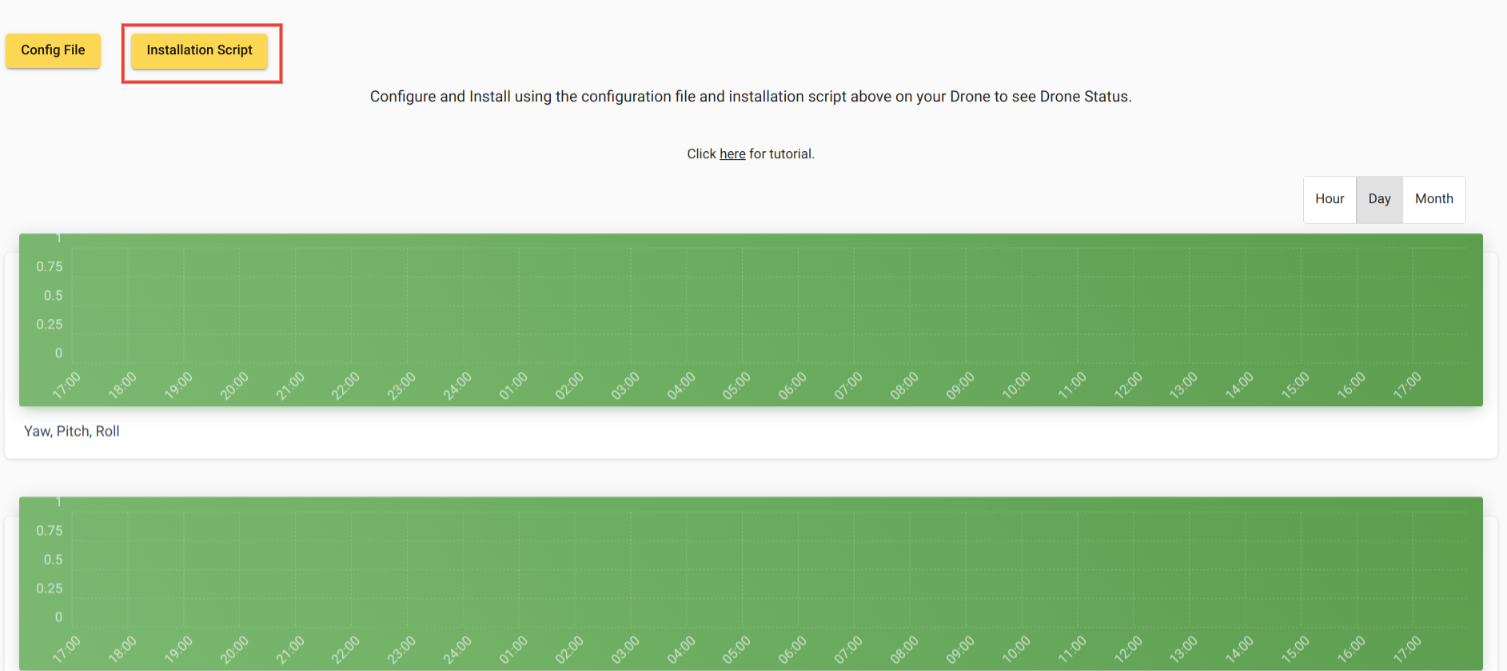 Config File
Installation Script
Configure and Install using the configuration file and installation script above on your Drone to see Drone Status.
Click here for tutorial.
Hour Day Month
1
0.75
0.5
0.25
0
17:00 18:00 19:00 20:00 21:00 22:00 23:00 24:00 01:00 02:00 03:00 04:00 05:00 06:00 07:00 08:00 09:00 10:00 11:00 12:00 13:00 14:00 15:00 16:00 17:00
Yaw, Pitch, Roll
1
0.75
0.5
0.25
0
17:00 18:00 19:00 20:00 21:00 22:00 23:00 24:00 01:00 02:00 03:00 04:00 05:00 06:00 07:00 08:00 09:00 10:00 11:00 12:00 13:00 14:00 15:00 16:00 17:00